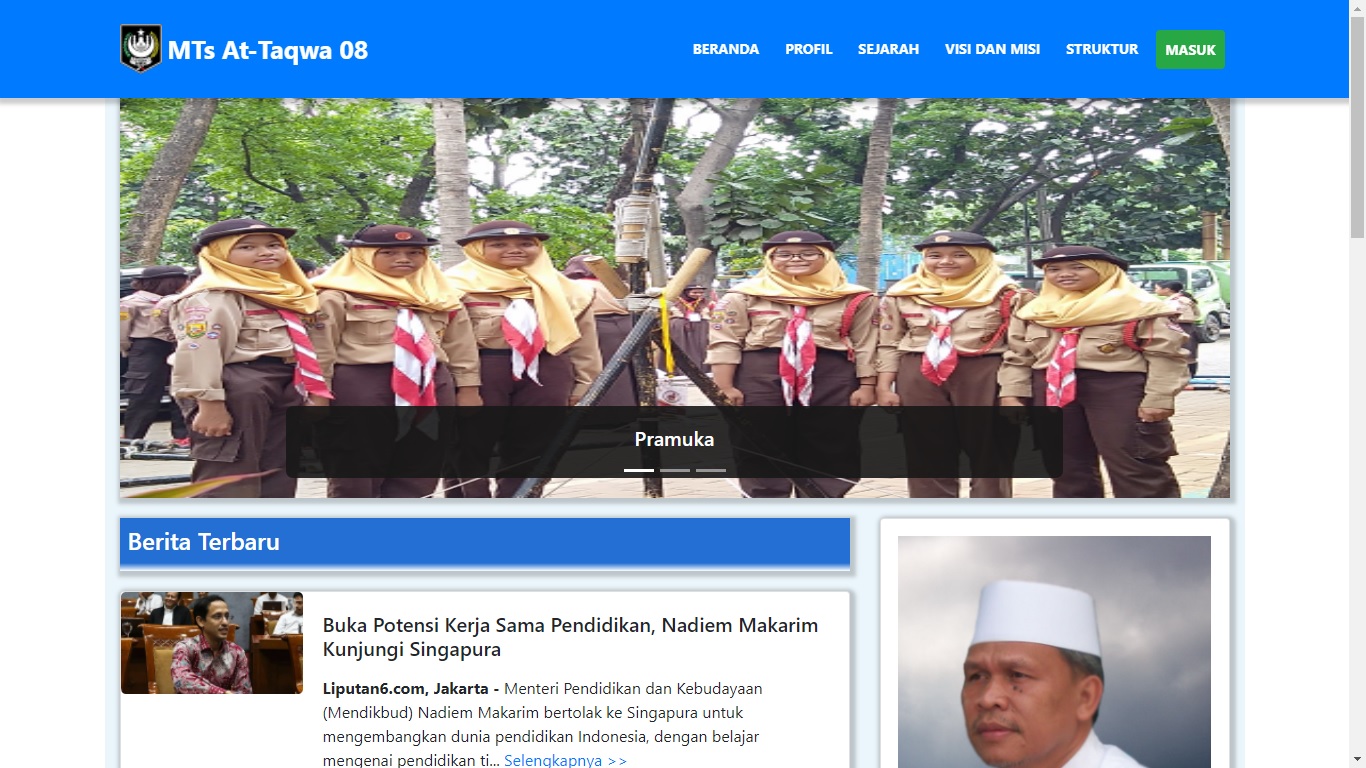 MTs At-Taqwa 08
BERANDA
PROFIL
SEJARAH
VISI DAN MISI
STRUKTUR
MASUK
Pramuka
Berita Terbaru
Buka Potensi Kerja Sama Pendidikan, Nadiem Makarim
Kunjungi Singapura
Liputan6.com, Jakarta - Menteri Pendidikan dan Kebudayaan
(Mendikbud) Nadiem Makarim bertolak ke Singapura untuk
mengembangkan dunia pendidikan Indonesia, dengan belajar
mengenai pendidikan ti... Selengkapnya >>